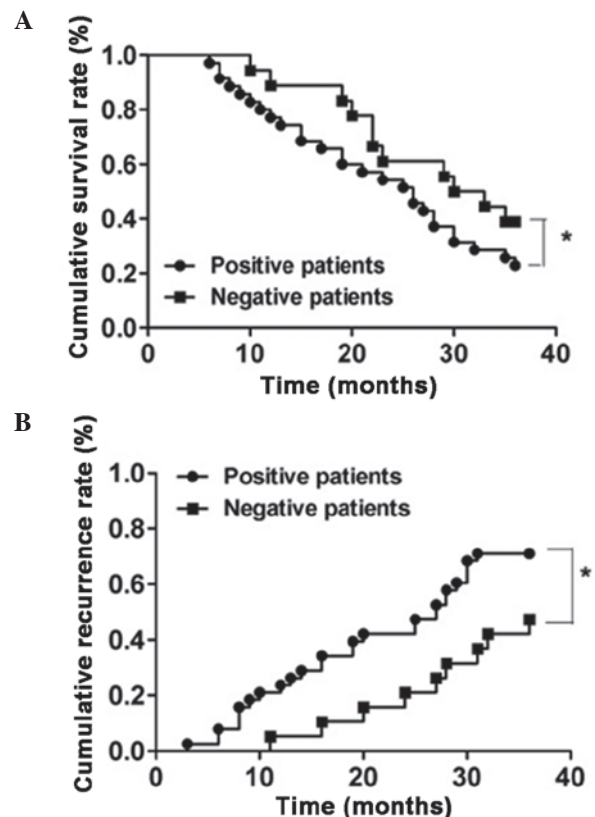 A
Cumulative survival rate (%)
1.0
0.8
0.6
0.4
0.2
0.0
*
Positive patients
Negative patients
0 10 20 30 40
Time (months)
B
Cumulative recurrence rate (%)
1.0
0.8
0.6
0.4
0.2
0.0
Positive patients
Negative patients
*
0 10 20 30 40
Time (months)